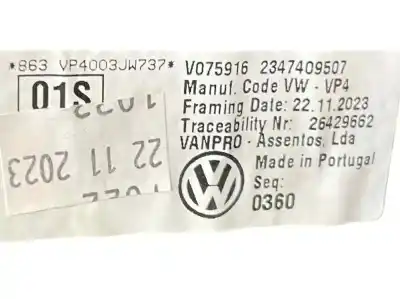 *863 VP4003JW737* V075916 2347409507
01S
Manuf. Code VW - VP4
Framing Date: 22.11.2023
Traceability Nr: 26429662
VANPRO - Assentos, Lda
Made in Portugal
Seq:
0360
22 11 2023